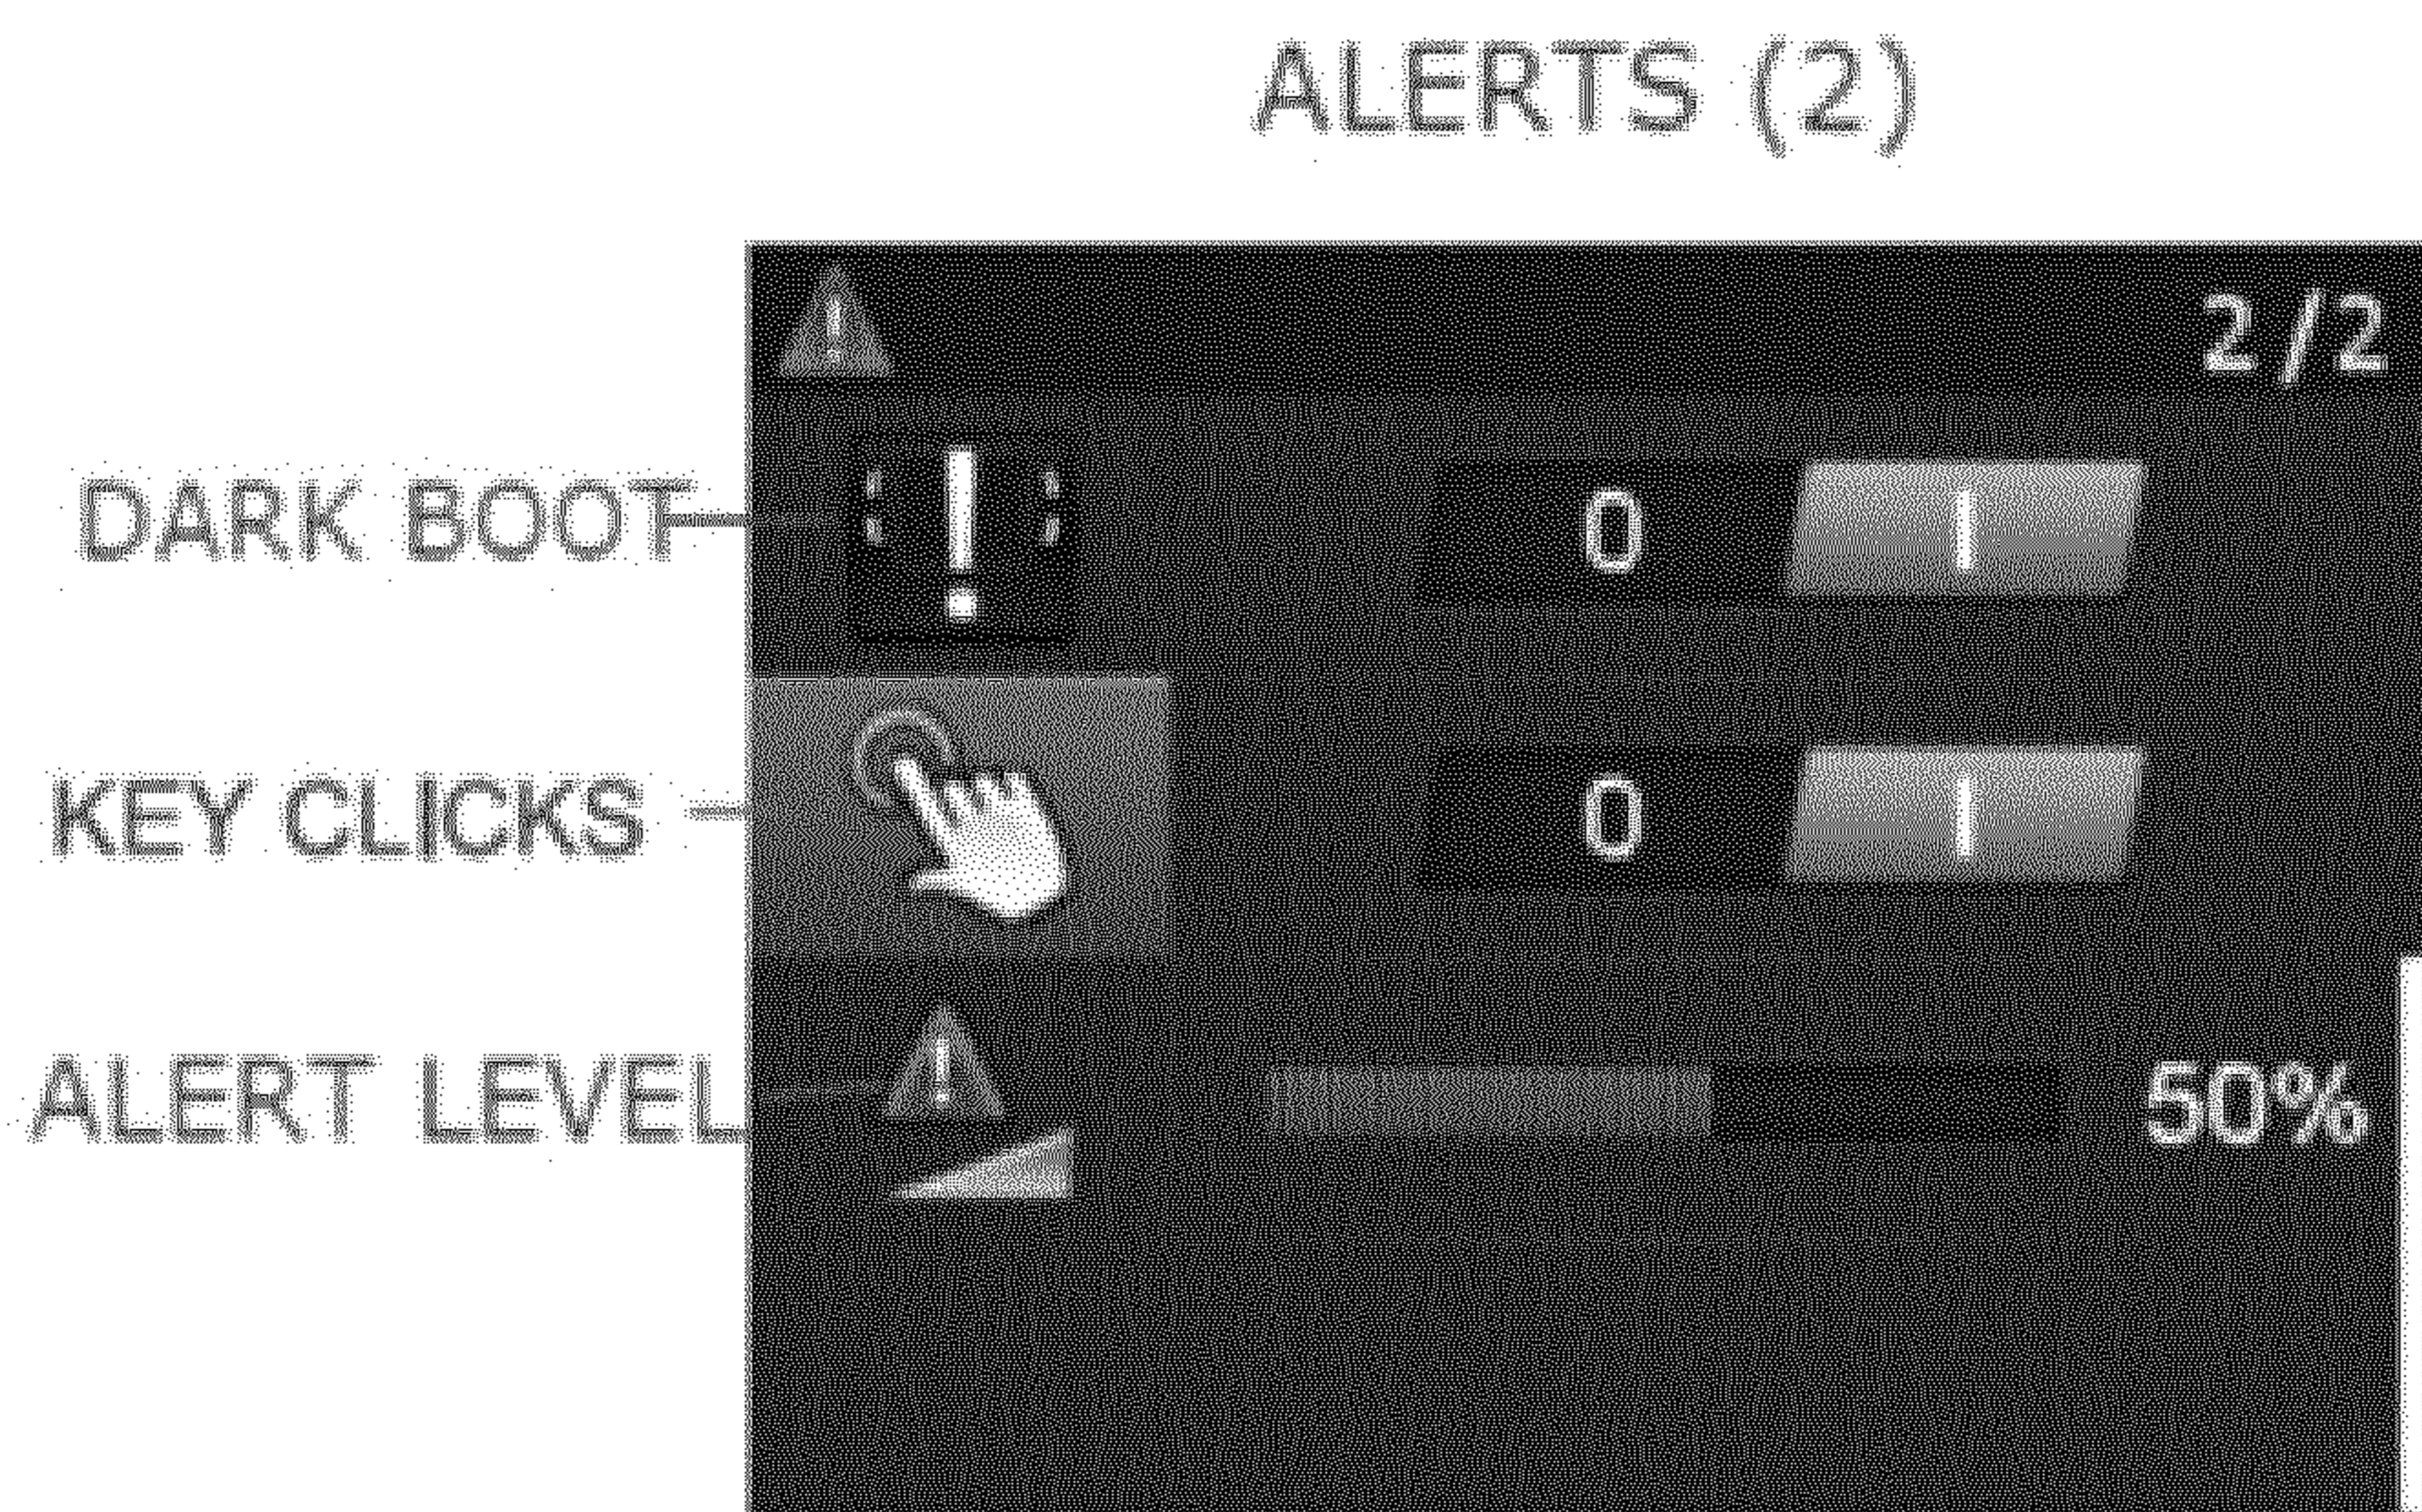 ALERTS (2)
2/2
DARK BOOT ! 0 I
KEY CLICKS 0 I
ALERT LEVEL ! 50%